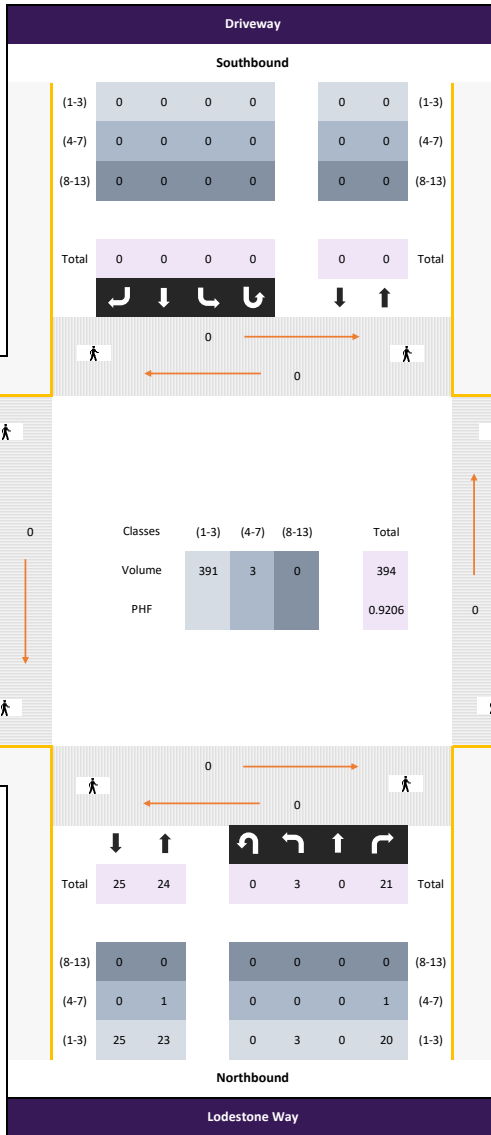 Driveway
Southbound
(1-3) 0 0 0 0 0 0 (1-3)
(4-7) 0 0 0 0 0 0 (4-7)
(8-13) 0 0 0 0 0 0 (8-13)
Total 0 0 0 0 0 0 Total
0
0
0
Classes (1-3) (4-7) (8-13) Total
Volume 391 3 0 394
PHF 0.9206
0
0
0
Total 25 24 0 3 0 21 Total
(8-13) 0 0 0 0 0 0 (8-13)
(4-7) 0 1 0 0 0 1 (4-7)
(1-3) 25 23 0 3 0 20 (1-3)
Northbound
Lodestone Way